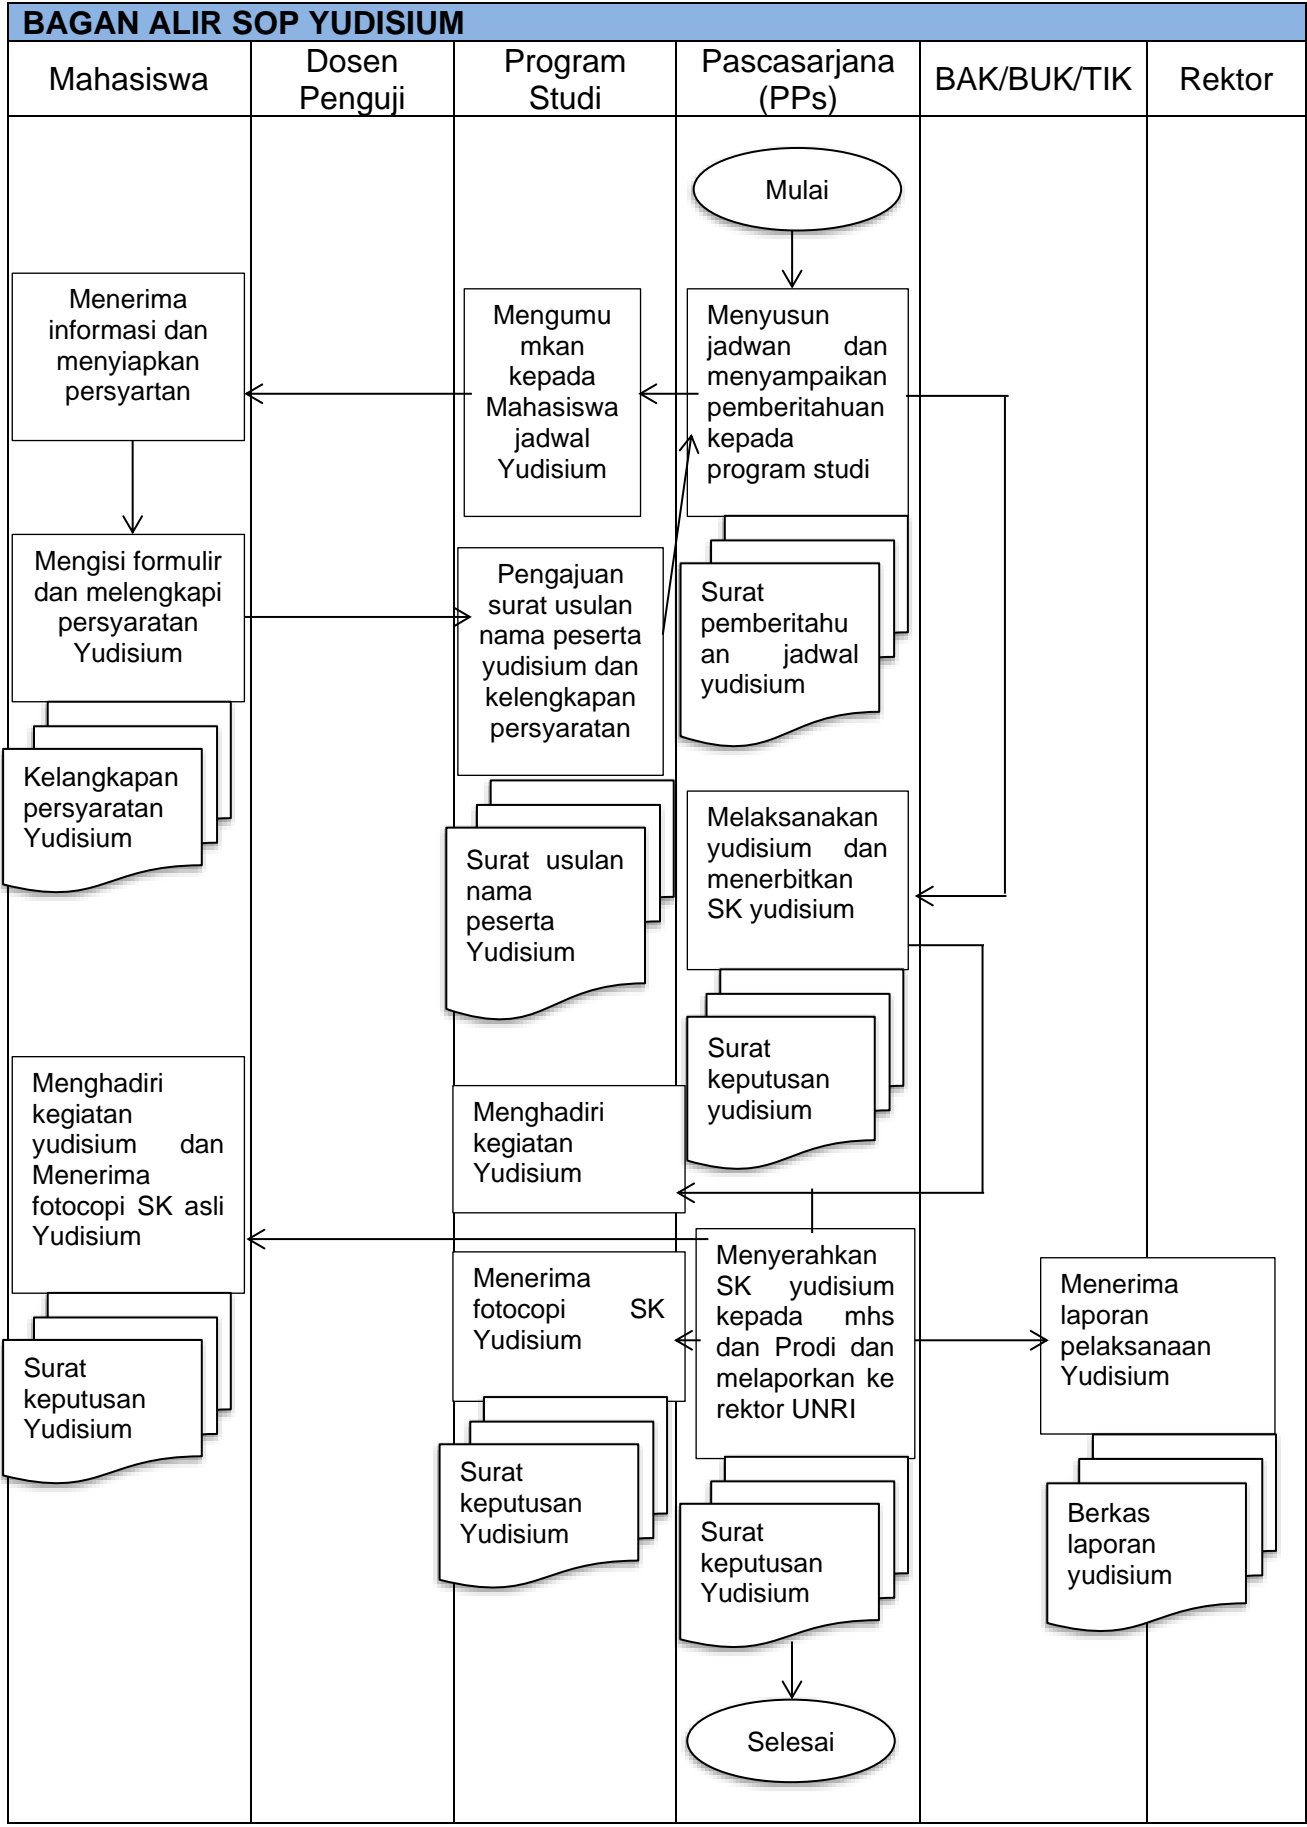 BAGAN ALIR SOP YUDISIUM
Mahasiswa
Dosen
Penguji
Program
Studi
Pascasarjana
(PPs)
BAK/BUK/TIK
Rektor
Mulai
Menerima
informasi dan
menyiapkan
persyartan
Mengumu
mkan
kepada
Mahasiswa
jadwal
Yudisium
Menyusun
jadwan dan
menyampaikan
pemberitahuan
kepada
program studi
Mengisi formulir
dan melengkapi
persyaratan
Yudisium
Pengajuan
surat usulan
nama peserta
yudisium dan
kelengkapan
persyaratan
Surat
pemberitahu
an jadwal
yudisium
Kelangkapan
persyaratan
Yudisium
Surat usulan
nama
peserta
Yudisium
Melaksanakan
yudisium dan
menerbitkan
SK yudisium
Surat
keputusan
yudisium
Menghadiri
kegiatan
yudisium dan
Menerima
fotocopi SK asli
Yudisium
Menghadiri
kegiatan
Yudisium
Menerima
fotocopi SK
Yudisium
Menyerahkan
SK yudisium
kepada mhs
dan Prodi dan
melaporkan ke
rektor UNRI
Menerima
laporan
pelaksanaan
Yudisium
Surat
keputusan
Yudisium
Surat
keputusan
Yudisium
Surat
keputusan
Yudisium
Berkas
laporan
yudisium
Selesai